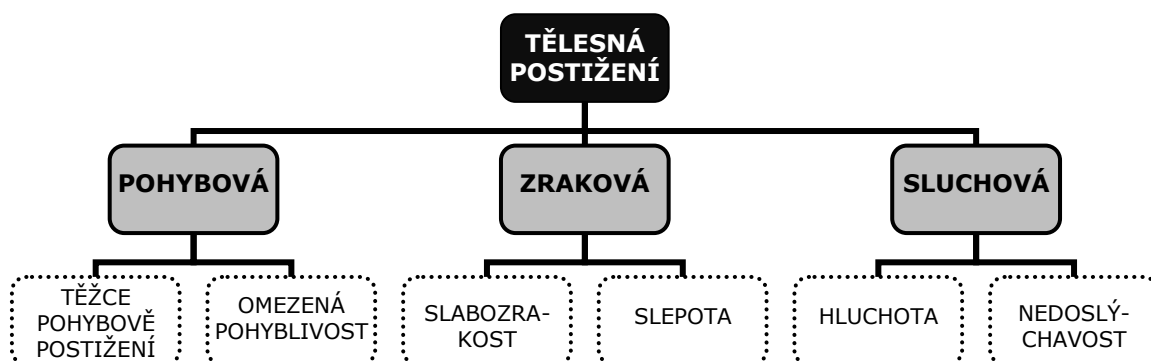 TĚLESNÁ
POSTIŽENÍ
POHYBOVÁ
ZRAKOVÁ
SLUCHOVÁ
TĚŽCE
POHYBOVĚ
POSTIŽENÍ
OMEZENÁ
POHYBLIVOST
SLABOZRA-
KOST
SLEPOTA
HLUCHOTA
NEDOSLÝ-
CHAVOST